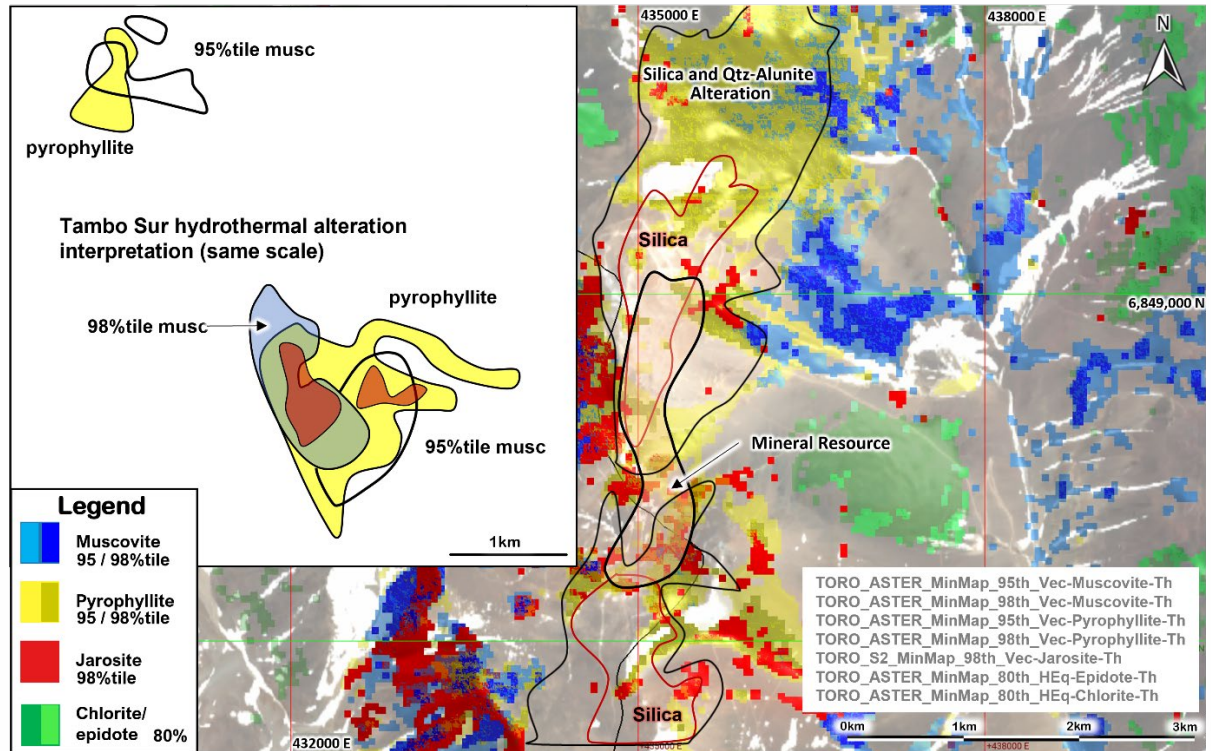 95%tile musc
pyrophyllite
Tambo Sur hydrothermal alteration
interpretation (same scale)
98%tile musc
pyrophyllite
95%tile musc
1km
Legend
Muscovite
95 / 98%tile
Pyrophyllite
95 / 98%tile
Jarosite
98%tile
Chlorite/
epidote 80%
435000 E
438000 E
N
Silica and Qtz-Alunite
Alteration
Silica
6,849,000 N
Mineral Resource
TORO_ASTER_MinMap_95th_Vec-Muscovite-Th
TORO_ASTER_MinMap_98th_Vec-Muscovite-Th
TORO_ASTER_MinMap_95th_Vec-Pyrophyllite-Th
TORO_ASTER_MinMap_98th_Vec-Pyrophyllite-Th
TORO_S2_MinMap_98th_Vec-Jarosite-Th
TORO_ASTER_MinMap_80th_HEq-Epidote-Th
TORO_ASTER_MinMap_80th_HEq-Chlorite-Th
Silica
0km 1km 2km 3km
432000 E
+435000 E
+438000 E